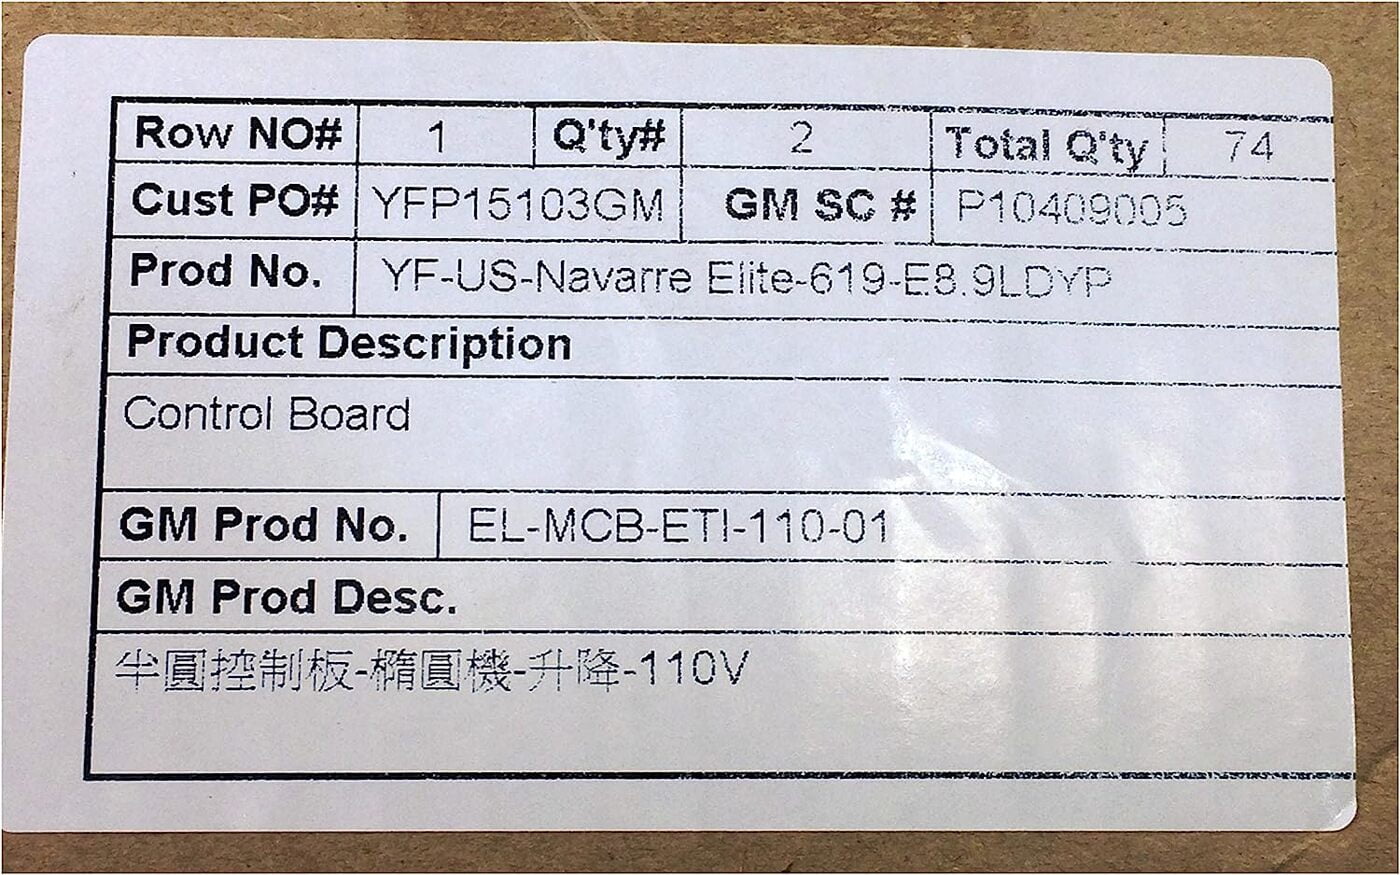 Row NO# 1 Q'ty# 2 Total Q'ty 74
Cust PO# YFP15103GM GM SC # P10409005
Prod No. YF-US-Navarre Elite-619-E8.9LDYP
Product Description
Control Board
GM Prod No. EL-MCB-ETI-110-01
GM Prod Desc.
半圓控制板-橢圓機-升降-110V